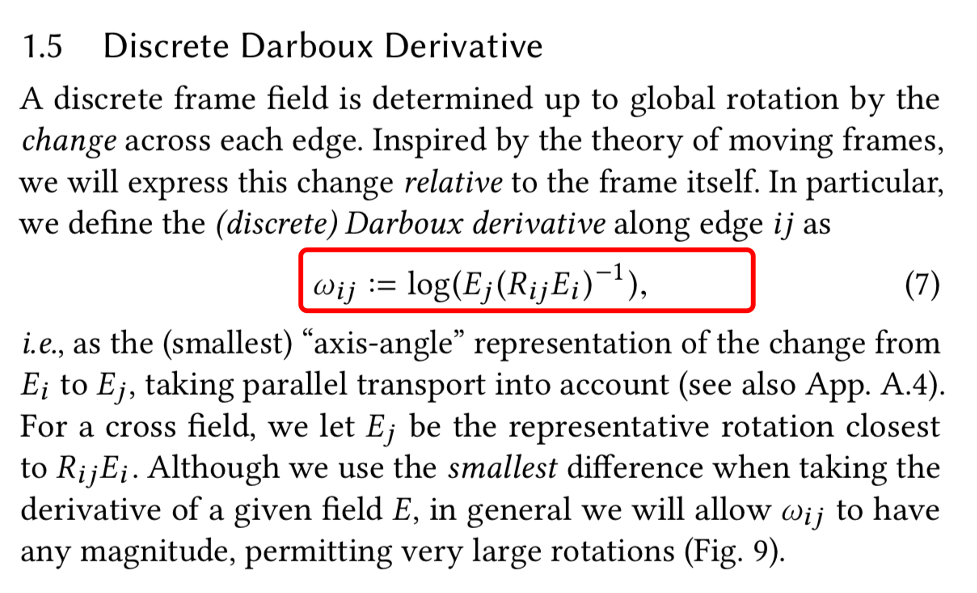 1.5 Discrete Darboux Derivative
A discrete frame field is determined up to global rotation by the
change across each edge. Inspired by the theory of moving frames,
we will express this change relative to the frame itself. In particular,
we define the (discrete) Darboux derivative along edge ij as
ω_{ij} := log(E_j(R_{ij}E_i)^{-1}), (7)
i.e., as the (smallest) “axis-angle” representation of the change from
E_i to E_j, taking parallel transport into account (see also App. A.4).
For a cross field, we let E_j be the representative rotation closest
to R_{ij}E_i. Although we use the smallest difference when taking the
derivative of a given field E, in general we will allow ω_{ij} to have
any magnitude, permitting very large rotations (Fig. 9).